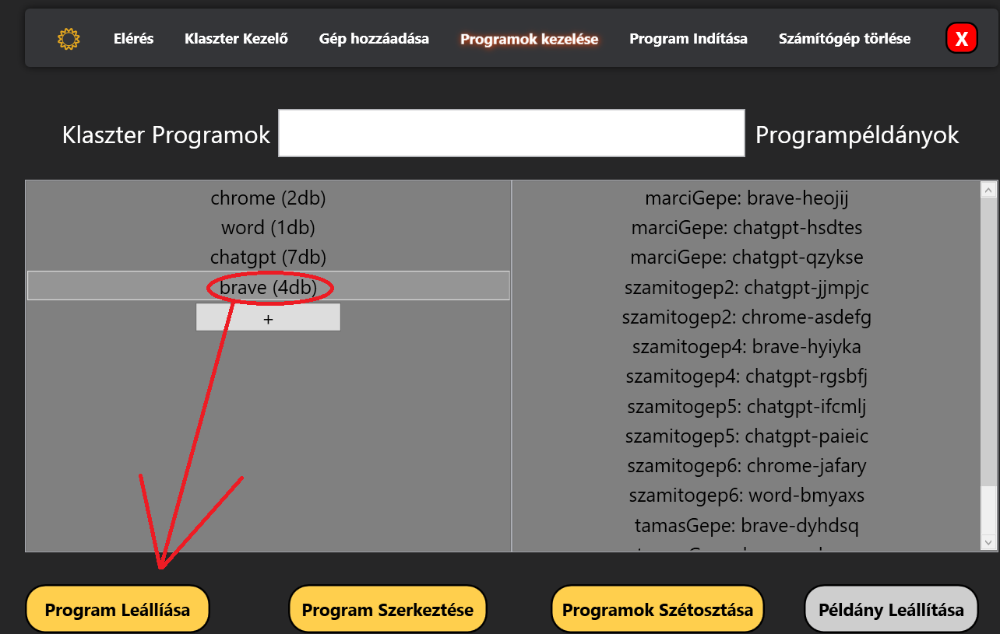 Elérés Klaszter Kezelő Gép hozzáadása Programok kezelése Program Indítása Számítógép törlése X
Klaszter Programok Programpéldányok
chrome (2db)
word (1db)
chatgpt (7db)
brave (4db)
+
marciGepe: brave-heojij
marciGepe: chatgpt-hsdtes
marciGepe: chatgpt-qzykse
szamitogep2: chatgpt-jjmpjc
szamitogep2: chrome-asdefg
szamitogep4: brave-hyiyka
szamitogep4: chatgpt-rgsbfj
szamitogep5: chatgpt-ifcmlj
szamitogep5: chatgpt-paieic
szamitogep6: chrome-jafary
szamitogep6: word-bmyaxs
tamasGepe: brave-dyhdsq
Program Leállíása Program Szerkeztése Programok Szétosztása Példány Leállítása